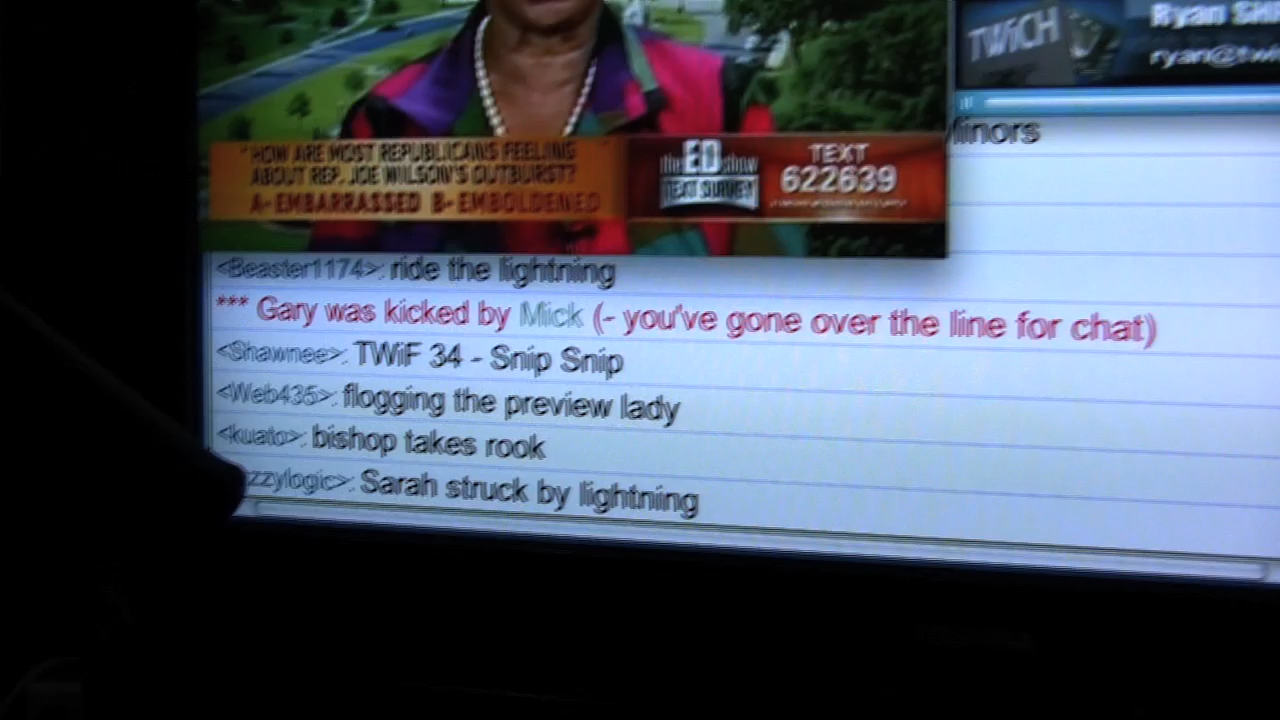 TWiCH
Ryan
ryan@tw
Minors
"HOW ARE MOST REPUBLICANS FEELING
ABOUT REP. JOE WILSON'S OUTBURST?"
A- EMBARRASSED B- EMBOLDENED
the ED show
TEXT SURVEY
TEXT
622639
<Beaster1174>: ride the lightning
*** Gary was kicked by Mick (- you've gone over the line for chat)
<Shawnee>: TWiF 34 - Snip Snip
<Web435>: flogging the preview lady
<kuato>: bishop takes rook
zzylogic>: Sarah struck by lightning